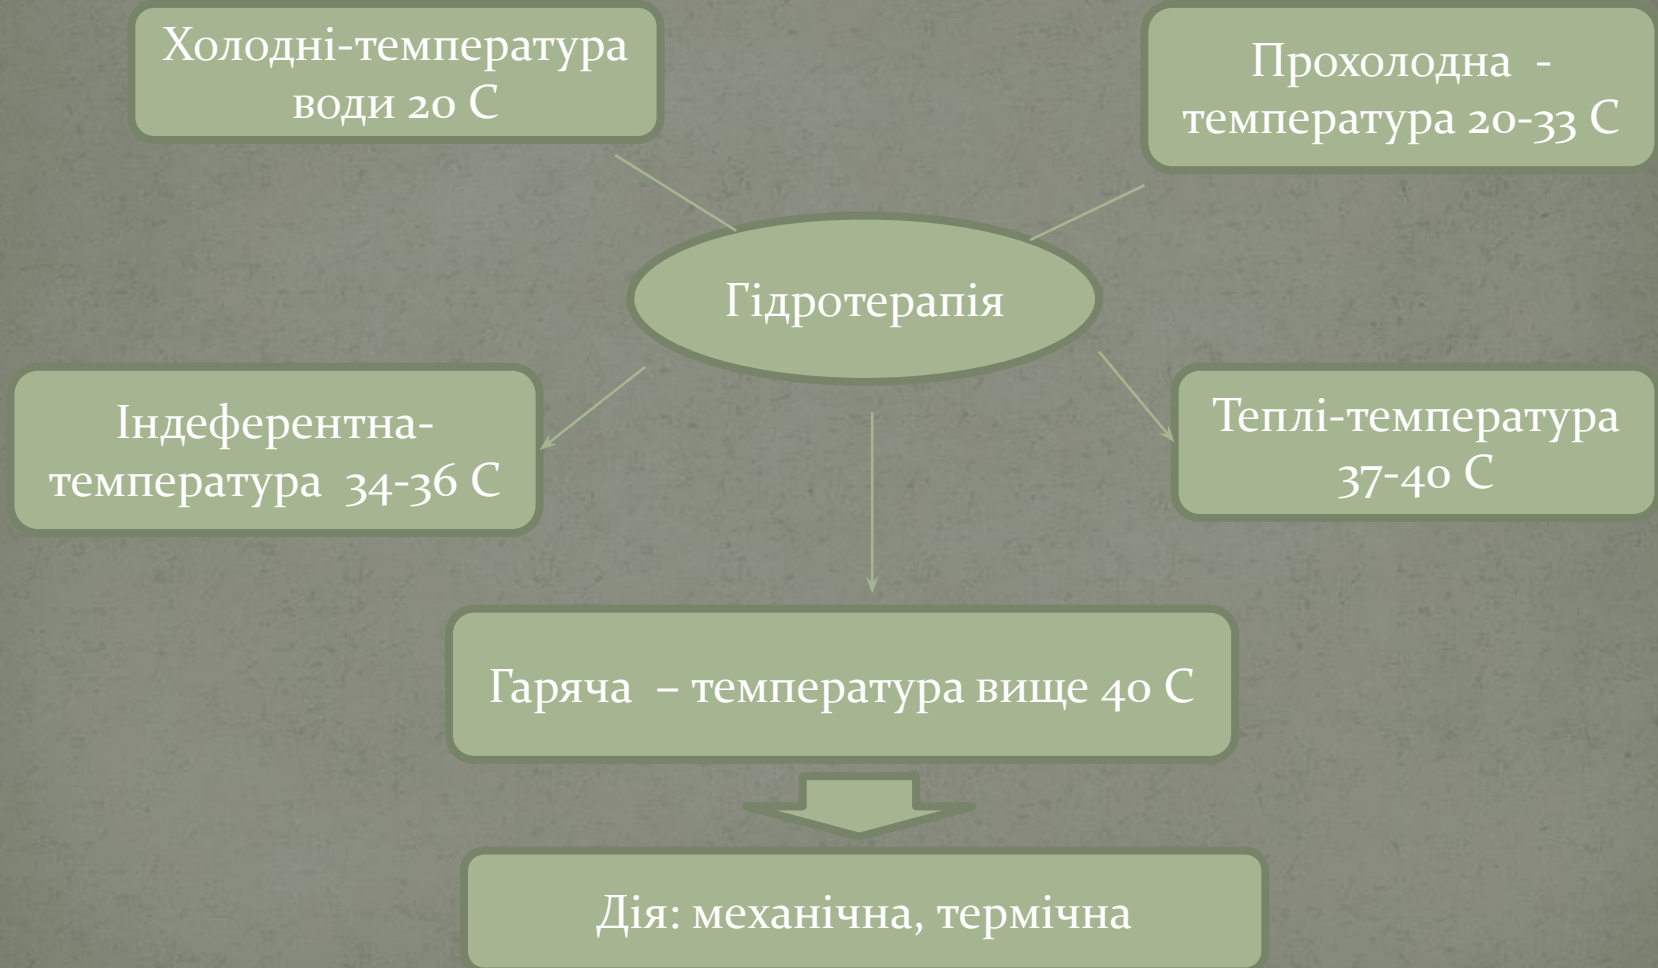 Холодні-температура
води 20 С
Прохолодна -
температура 20-33 С
Гідротерапія
Індеферентна-
температура 34-36 С
Теплі-температура
37-40 С
Гаряча – температура вище 40 С
Дія: механічна, термічна